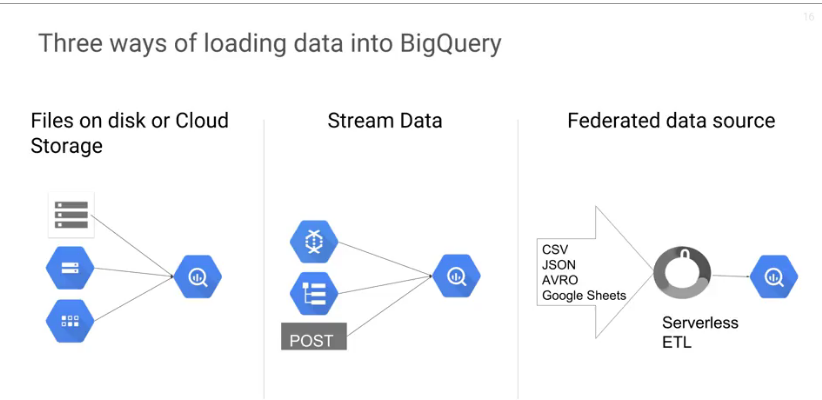 16
Three ways of loading data into BigQuery
Files on disk or Cloud
Storage
Stream Data
POST
Federated data source
CSV
JSON
AVRO
Google Sheets
Serverless
ETL